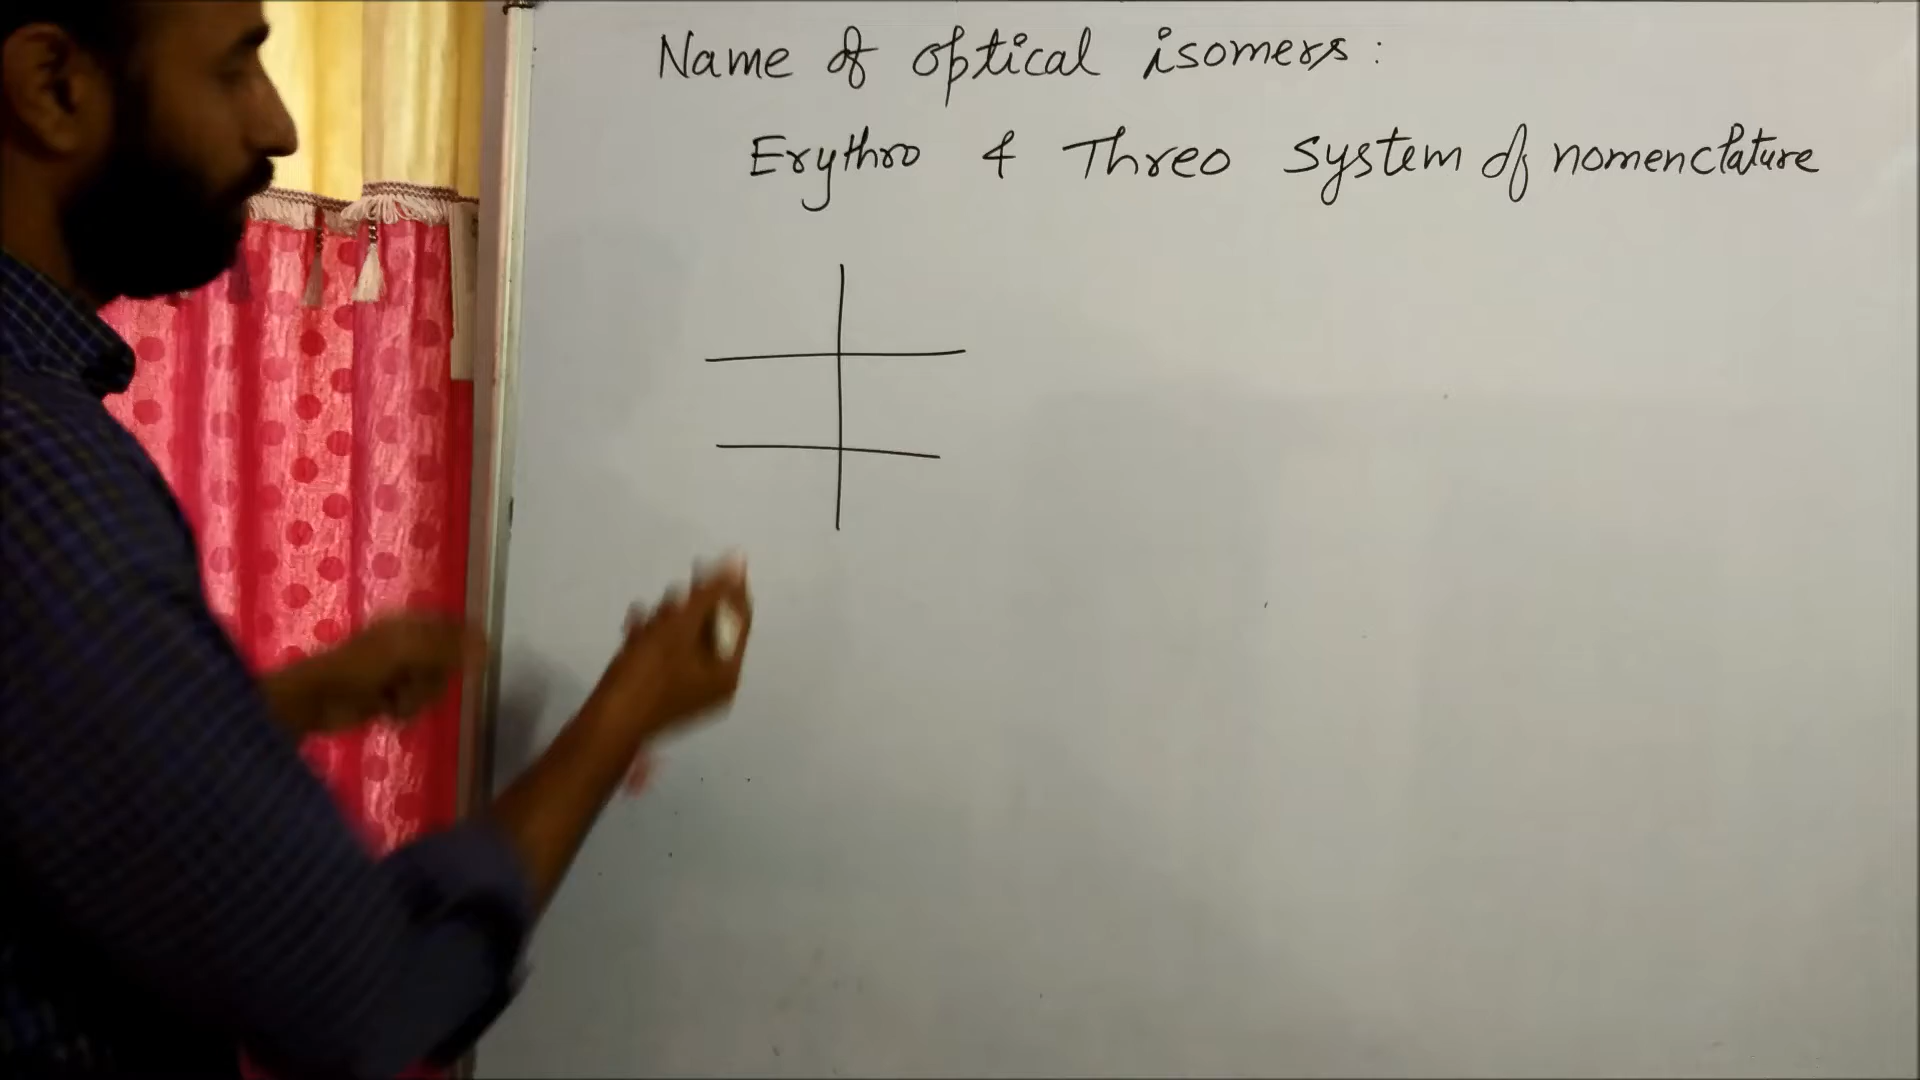 Name of optical isomers :
Erythro & Threo system of nomenclature